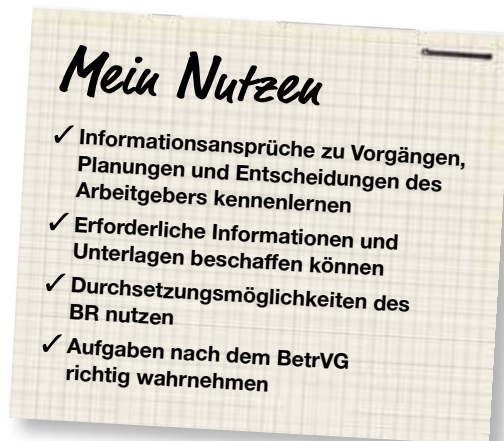 Mein Nutzen
✓ Informationsansprüche zu Vorgängen,
Planungen und Entscheidungen des
Arbeitgebers kennenlernen
✓ Erforderliche Informationen und
Unterlagen beschaffen können
✓ Durchsetzungsmöglichkeiten des
BR nutzen
✓ Aufgaben nach dem BetrVG
richtig wahrnehmen